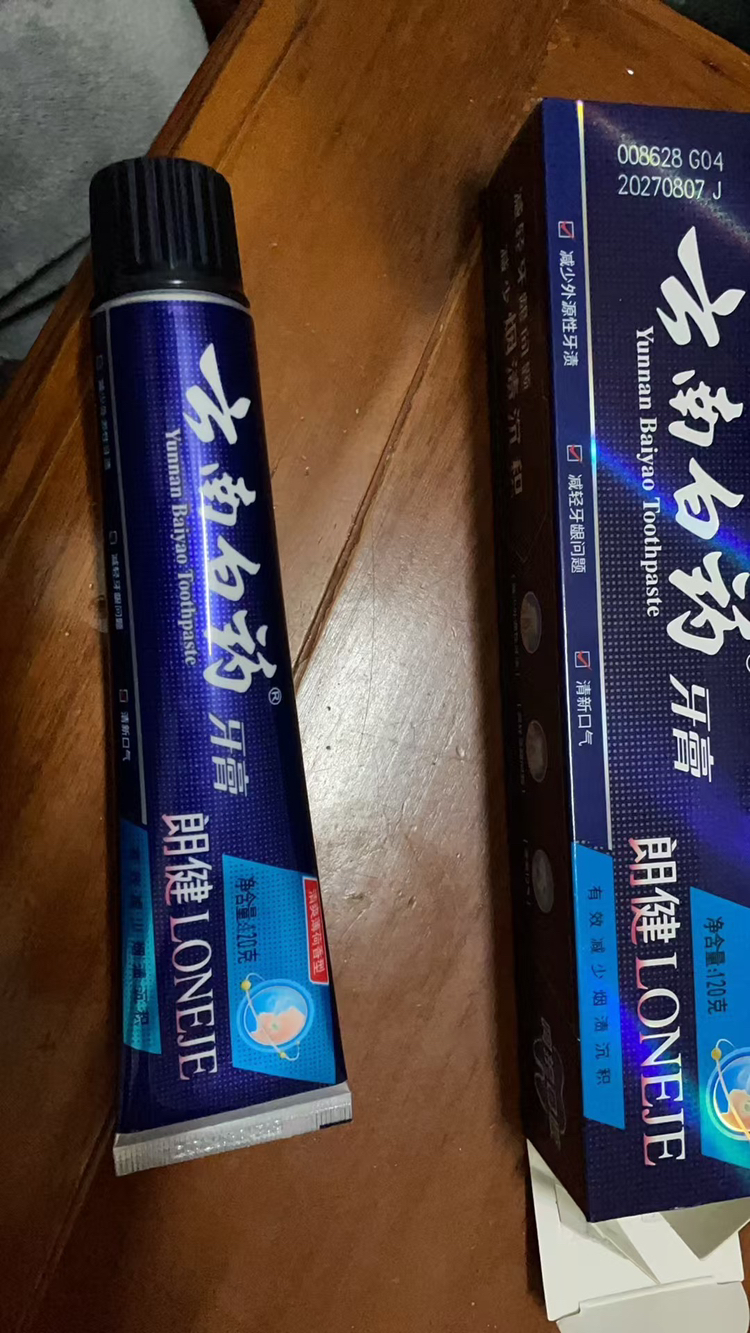 云南白药®牙膏
Yunnan Baiyao Toothpaste
朗健 LONEJE
净含量:120克
清新口气
008628 G04
20270807 J
云南白药牙膏
Yunnan Baiyao Toothpaste
减少外源性牙渍
减轻牙龈问题
清新口气
朗健 LONEJE
净含量:120克
有效减少烟渍沉积